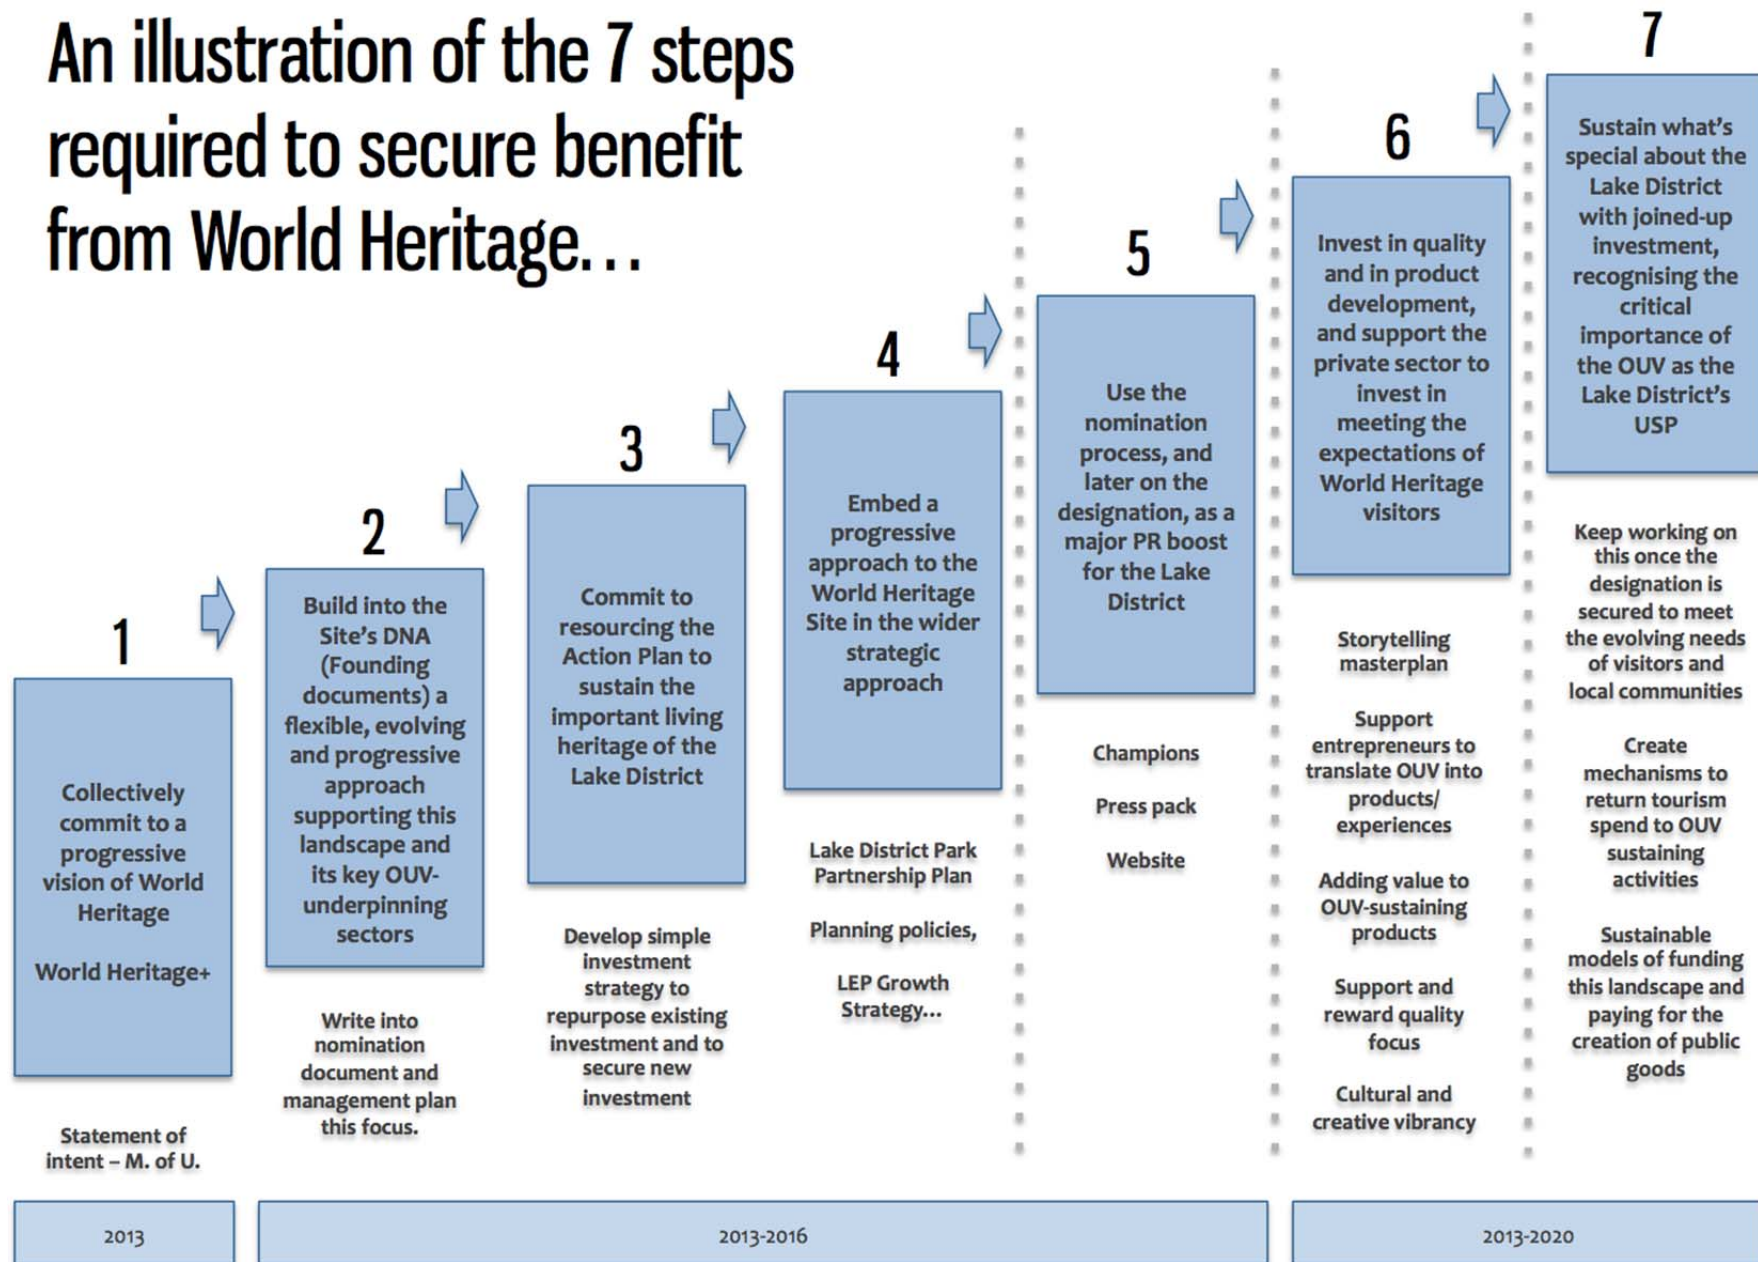 An illustration of the 7 steps
required to secure benefit
from World Heritage...
1
Collectively
commit to a
progressive
vision of World
Heritage
World Heritage+
Statement of
intent – M. of U.
2
Build into the
Site's DNA
(Founding
documents) a
flexible, evolving
and progressive
approach
supporting this
landscape and
its key OUV-
underpinning
sectors
Write into
nomination
document and
management plan
this focus.
3
Commit to
resourcing the
Action Plan to
sustain the
important living
heritage of the
Lake District
Develop simple
investment
strategy to
repurpose existing
investment and to
secure new
investment
4
Embed a
progressive
approach to the
World Heritage
Site in the wider
strategic
approach
Lake District Park
Partnership Plan
Planning policies,
LEP Growth
Strategy...
5
Use the
nomination
process, and
later on the
designation, as a
major PR boost
for the Lake
District
Champions
Press pack
Website
6
Invest in quality
and in product
development,
and support the
private sector to
invest in
meeting the
expectations of
World Heritage
visitors
Storytelling
masterplan
Support
entrepreneurs to
translate OUV into
products/
experiences
Adding value to
OUV-sustaining
products
Support and
reward quality
focus
Cultural and
creative vibrancy
7
Sustain what's
special about the
Lake District
with joined-up
investment,
recognising the
critical
importance of
the OUV as the
Lake District's
USP
Keep working on
this once the
designation is
secured to meet
the evolving needs
of visitors and
local communities
Create
mechanisms to
return tourism
spend to OUV
sustaining
activities
Sustainable
models of funding
this landscape and
paying for the
creation of public
goods
2013
2013-2016
2013-2020